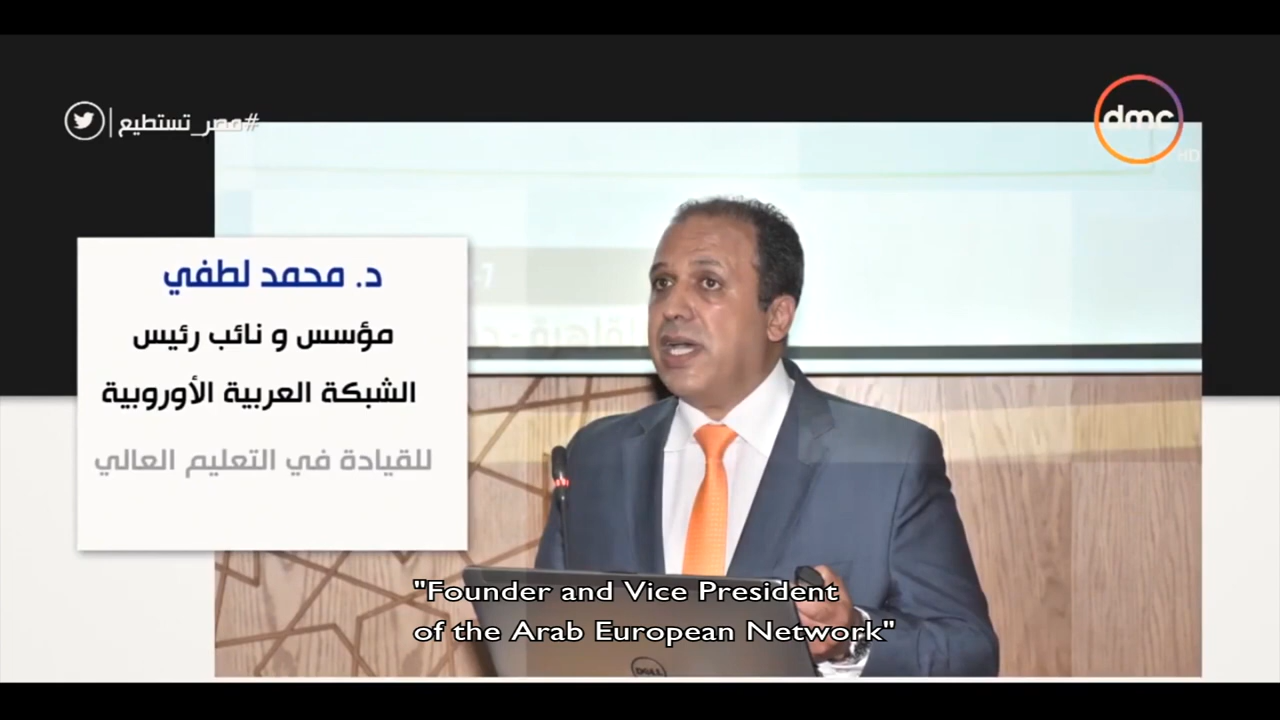 #مصر_تستطيع
dmc
HD
د. محمد لطفي
مؤسس و نائب رئيس
الشبكة العربية الأوروبية
للقيادة في التعليم العالي
"Founder and Vice President
of the Arab European Network"
DELL